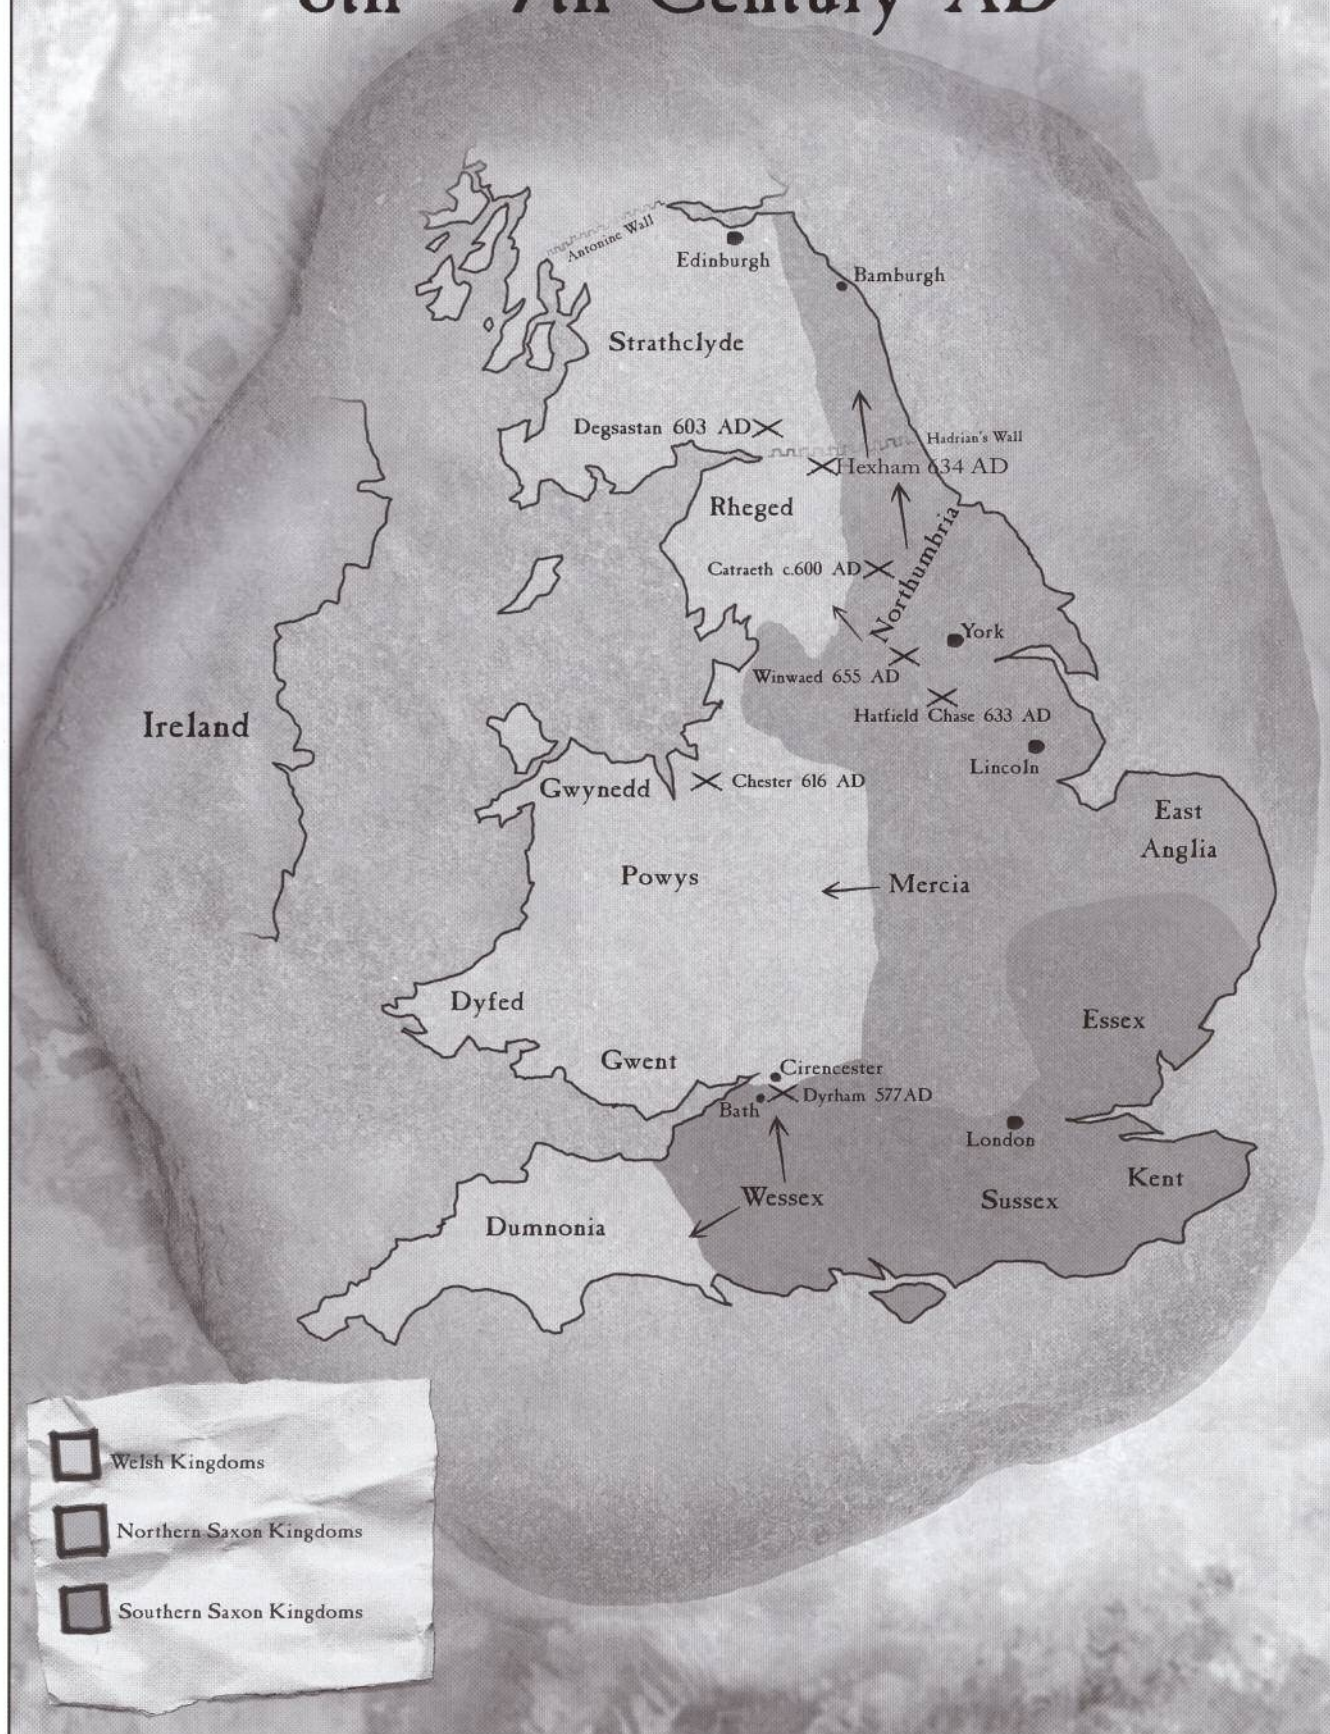 6th - 7th Century AD
Antonine Wall
Edinburgh
Bamburgh
Strathclyde
Degsastan 603 AD
Hadrian's Wall
Hexham 634 AD
Rheged
Catraeth c.600 AD
Northumbria
York
Winwaed 655 AD
Hatfield Chase 633 AD
Ireland
Lincoln
Gwynedd
Chester 616 AD
East
Anglia
Powys
Mercia
Dyfed
Essex
Gwent
Cirencester
Dyrham 577AD
Bath
London
Kent
Wessex
Sussex
Dumnonia
Welsh Kingdoms
Northern Saxon Kingdoms
Southern Saxon Kingdoms